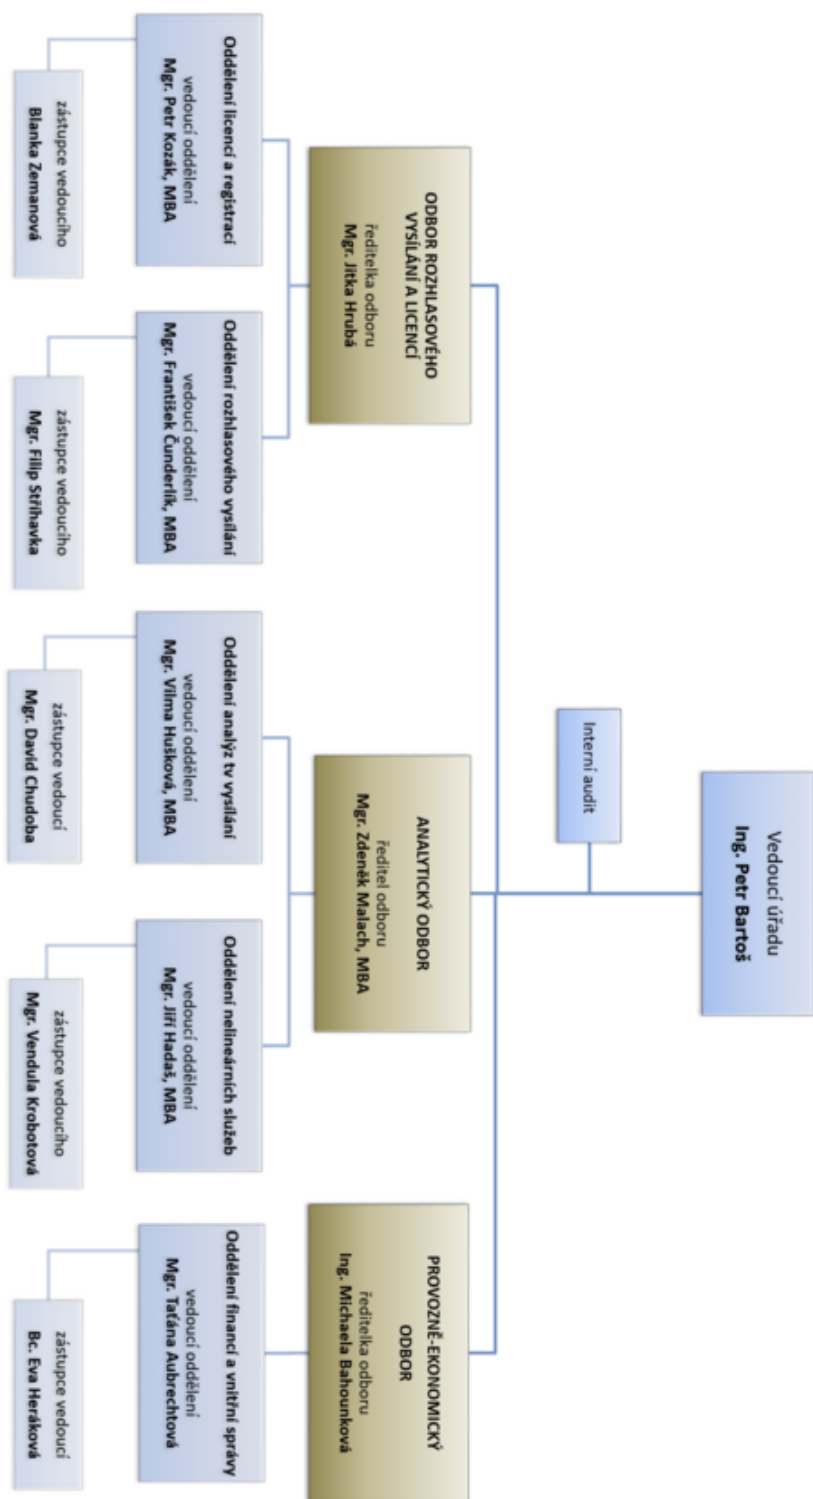 Vedoucí úřadu
Ing. Petr Bartoš
Interní audit
ODBOR ROZHLASOVÉHO
VYSÍLÁNÍ A LICENCÍ
ředitelka odboru
Mgr. Jitka Hrubá
ANALYTICKÝ ODBOR
ředitel odboru
Mgr. Zdeněk Malach, MBA
PROVOZNĚ-EKONOMICKÝ
ODBOR
ředitelka odboru
Ing. Michaela Bahounková
Oddělení licencí a registrací
vedoucí oddělení
Mgr. Petr Kozák, MBA
Oddělení rozhlasového vysílání
vedoucí oddělení
Mgr. František Čunderlík, MBA
Oddělení analýz tv vysílání
vedoucí oddělení
Mgr. Vilma Hušková, MBA
Oddělení nelineárních služeb
vedoucí oddělení
Mgr. Jiří Hadaš, MBA
Oddělení financí a vnitřní správy
vedoucí oddělení
Mgr. Taťána Aubrechtová
zástupce vedoucího
Blanka Zemanová
zástupce vedoucího
Mgr. Filip Stříhavka
zástupce vedoucí
Mgr. David Chudoba
zástupce vedoucího
Mgr. Vendula Krobotová
zástupce vedoucí
Bc. Eva Heráková